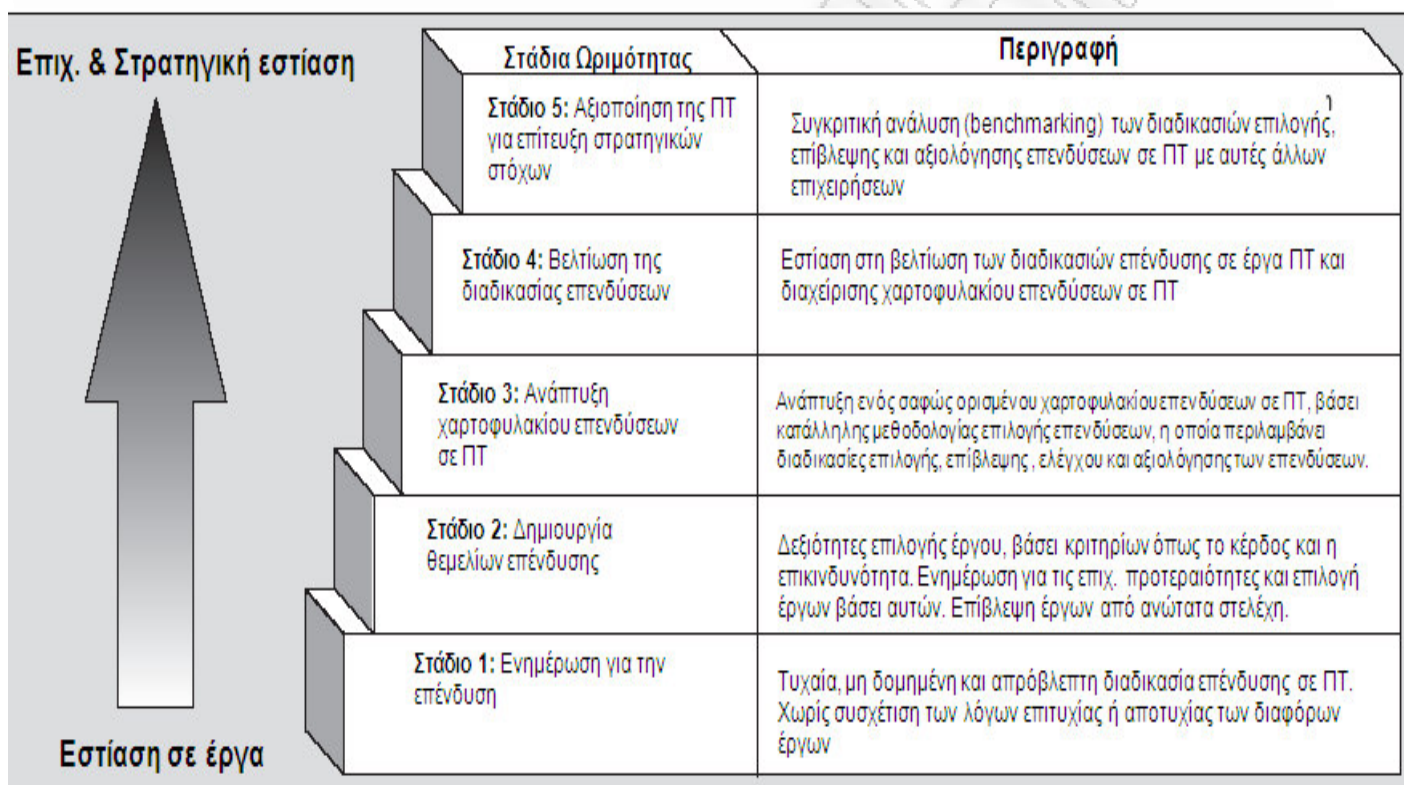 Επιχ. & Στρατηγική εστίαση
Στάδια Ωριμότητας
Περιγραφή
Στάδιο 5: Αξιοποίηση της ΠΤ
για επίτευξη στρατηγικών
στόχων
Συγκριτική ανάλυση (benchmarking) των διαδικασιών επιλογής,
επίβλεψης και αξιολόγησης επενδύσεων σε ΠΤ με αυτές άλλων
επιχειρήσεων
Στάδιο 4: Βελτίωση της
διαδικασίας επενδύσεων
Εστίαση στη βελτίωση των διαδικασιών επένδυσης σε έργα ΠΤ και
διαχείρισης χαρτοφυλακίου επενδύσεων σε ΠΤ
Στάδιο 3: Ανάπτυξη
χαρτοφυλακίου επενδύσεων
σε ΠΤ
Ανάπτυξη ενός σαφώς ορισμένου χαρτοφυλακίου επενδύσεων σε ΠΤ, βάσει
κατάλληλης μεθοδολογίας επιλογής επενδύσεων, η οποία περιλαμβάνει
διαδικασίες επιλογής, επίβλεψης , ελέγχου και αξιολόγησης των επενδύσεων.
Στάδιο 2: Δημιουργία
θεμελίων επένδυσης
Δεξιότητες επιλογής έργου, βάσει κριτηρίων όπως το κέρδος και η
επικινδυνότητα. Ενημέρωση για τις επιχ. προτεραιότητες και επιλογή
έργων βάσει αυτών. Επίβλεψη έργων από ανώτατα στελέχη.
Στάδιο 1: Ενημέρωση για την
επένδυση
Τυχαία, μη δομημένη και απρόβλεπτη διαδικασία επένδυσης σε ΠΤ.
Χωρίς συσχέτιση των λόγων επιτυχίας ή αποτυχίας των διαφόρων
έργων
Εστίαση σε έργα